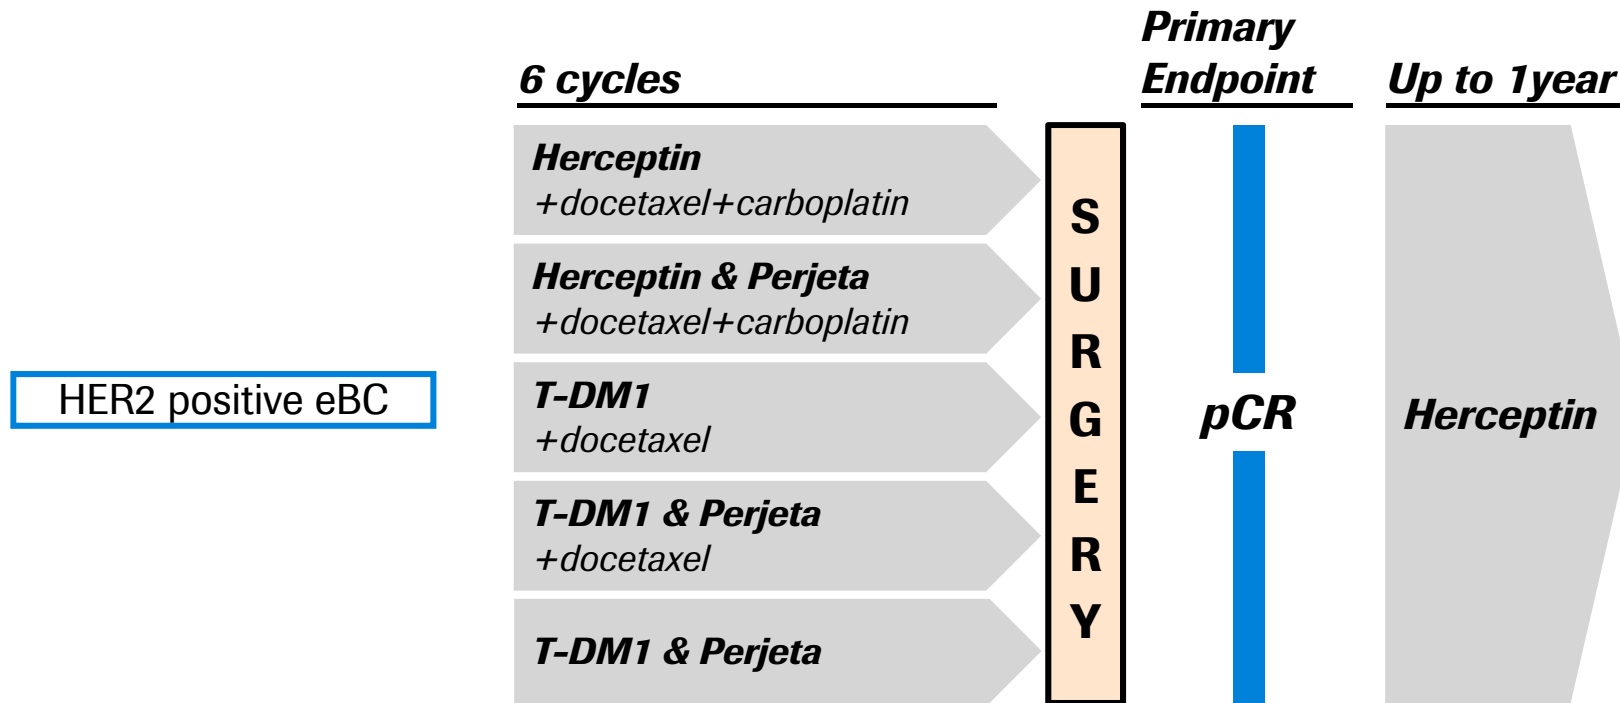 Primary
Endpoint
6 cycles
Up to 1year
HER2 positive eBC
Herceptin
+docetaxel+carboplatin
Herceptin & Perjeta
+docetaxel+carboplatin
T-DM1
+docetaxel
T-DM1 & Perjeta
+docetaxel
T-DM1 & Perjeta
SURGERY
pCR
Herceptin